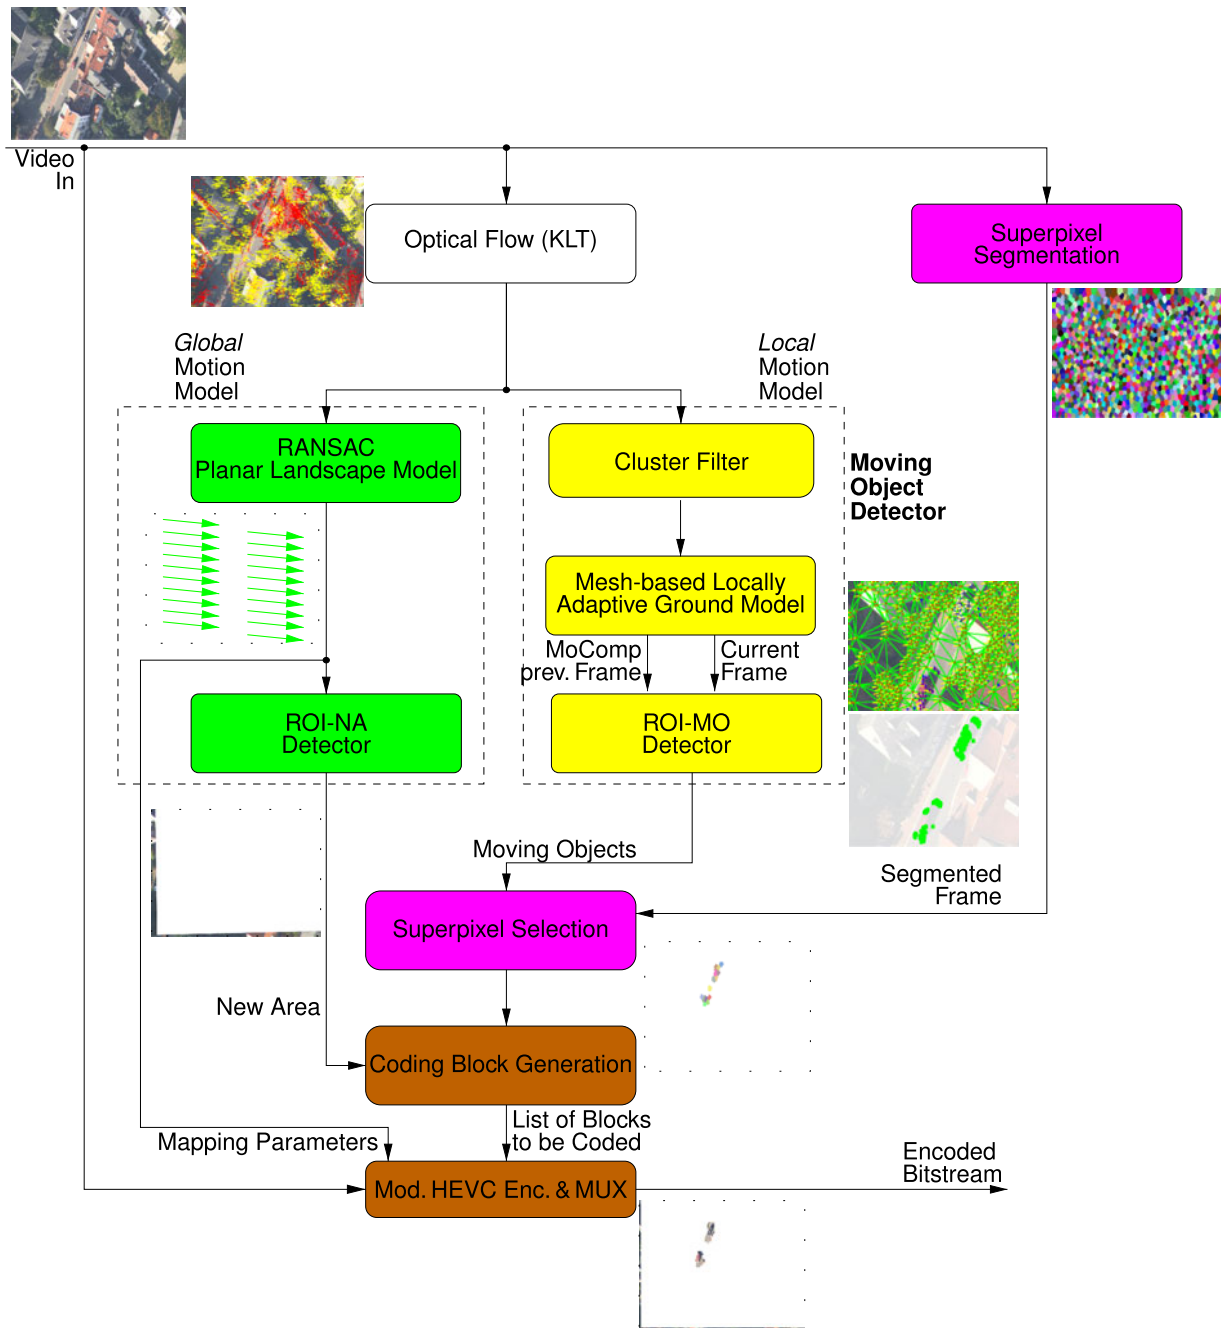 Video
In
Optical Flow (KLT)
Superpixel
Segmentation
Global
Motion
Model
Local
Motion
Model
RANSAC
Planar Landscape Model
Cluster Filter
Moving
Object
Detector
Mesh-based Locally
Adaptive Ground Model
MoComp
prev. Frame
Current
Frame
ROI-NA
Detector
ROI-MO
Detector
Moving Objects
Segmented
Frame
Superpixel Selection
New Area
Coding Block Generation
List of Blocks
to be Coded
Mapping Parameters
Mod. HEVC Enc. & MUX
Encoded
Bitstream